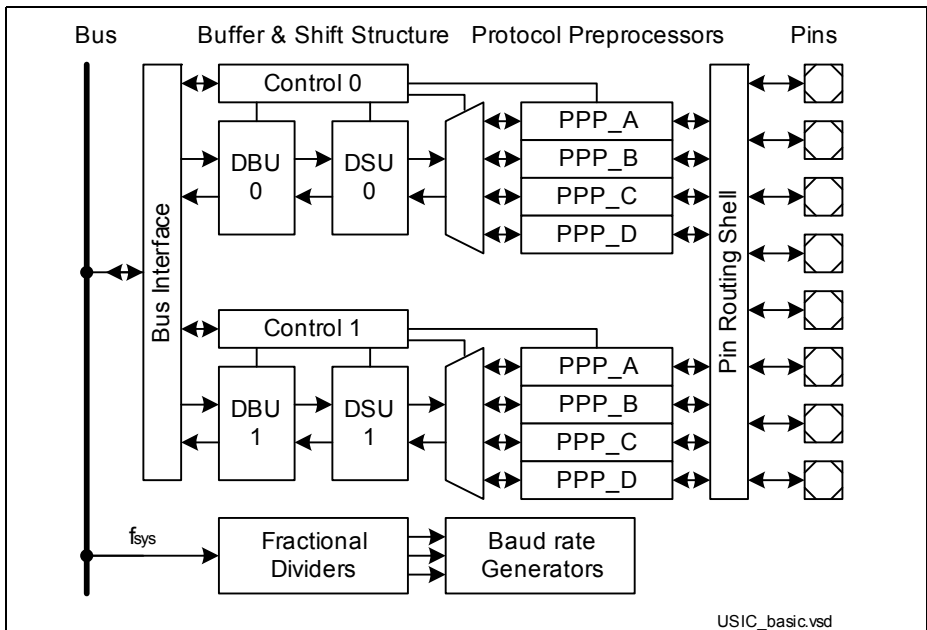 Bus
Buffer & Shift Structure
Protocol Preprocessors
Pins
Bus Interface
Control 0
DBU
0
DSU
0
PPP_A
PPP_B
PPP_C
PPP_D
Pin Routing Shell
Control 1
DBU
1
DSU
1
PPP_A
PPP_B
PPP_C
PPP_D
fsys
Fractional
Dividers
Baud rate
Generators
USIC_basic.vsd